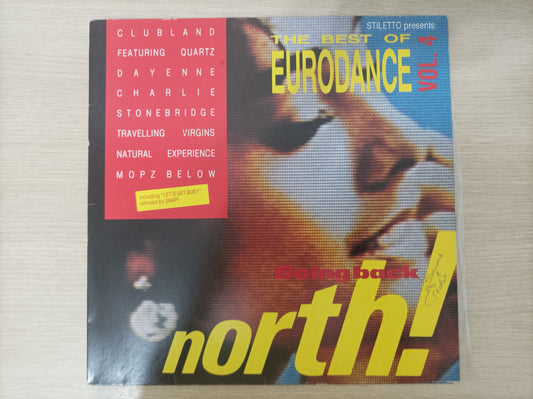 CLUBLAND
FEATURING QUARTZ
DAYENNE
CHARLIE
STONEBRIDGE
TRAVELLING VIRGINS
NATURAL EXPERIENCE
MOPZ BELOW
including "LET'S GET BUSY"
remixed by SNAP!
STILETTO presents:
THE BEST OF
EURODANCE
VOL. 4
Going back
north!